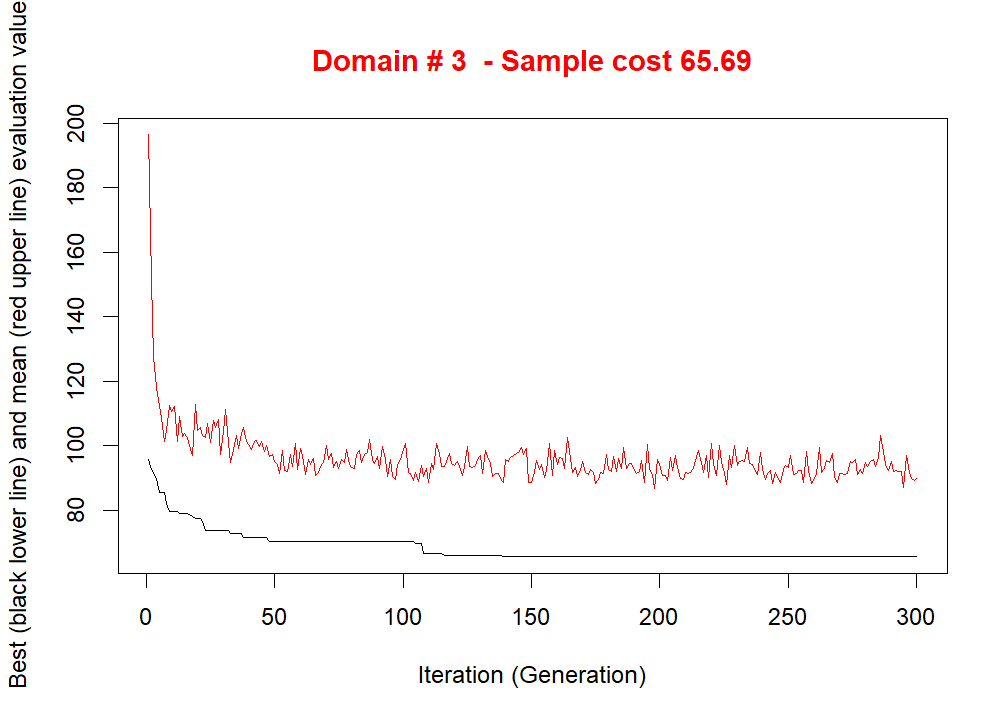 Domain # 3  - Sample cost 65.69
Best (black lower line) and mean (red upper line) evaluation value
200
180
160
140
120
100
80
0 50 100 150 200 250 300
Iteration (Generation)